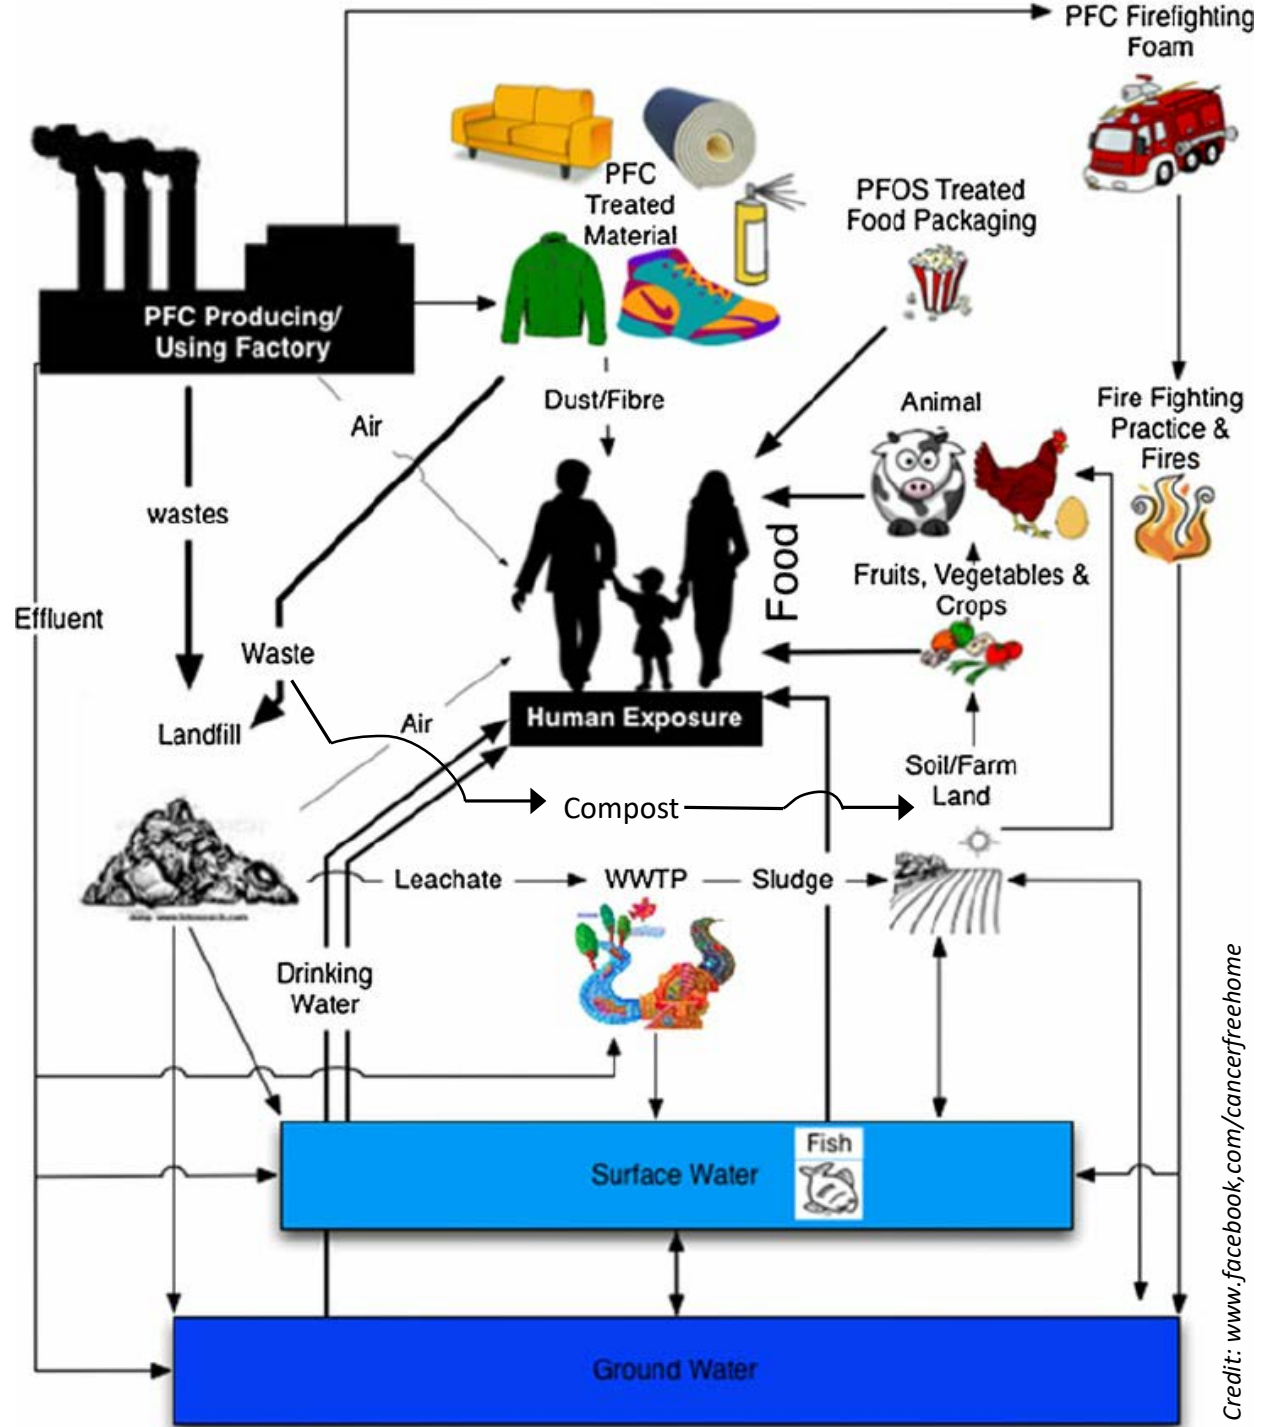 PFC Firefighting
Foam
PFC
Treated
Material
PFOS Treated
Food Packaging
PFC Producing/
Using Factory
Dust/Fibre
Air
Animal
Fire Fighting
Practice &
Fires
wastes
Food
Fruits, Vegetables &
Crops
Effluent
Waste
Landfill
Air
Human Exposure
Soil/Farm
Land
Compost
Leachate
WWTP
Sludge
Drinking
Water
Fish
Surface Water
Ground Water
Credit: www.facebook,com/cancerfreehome